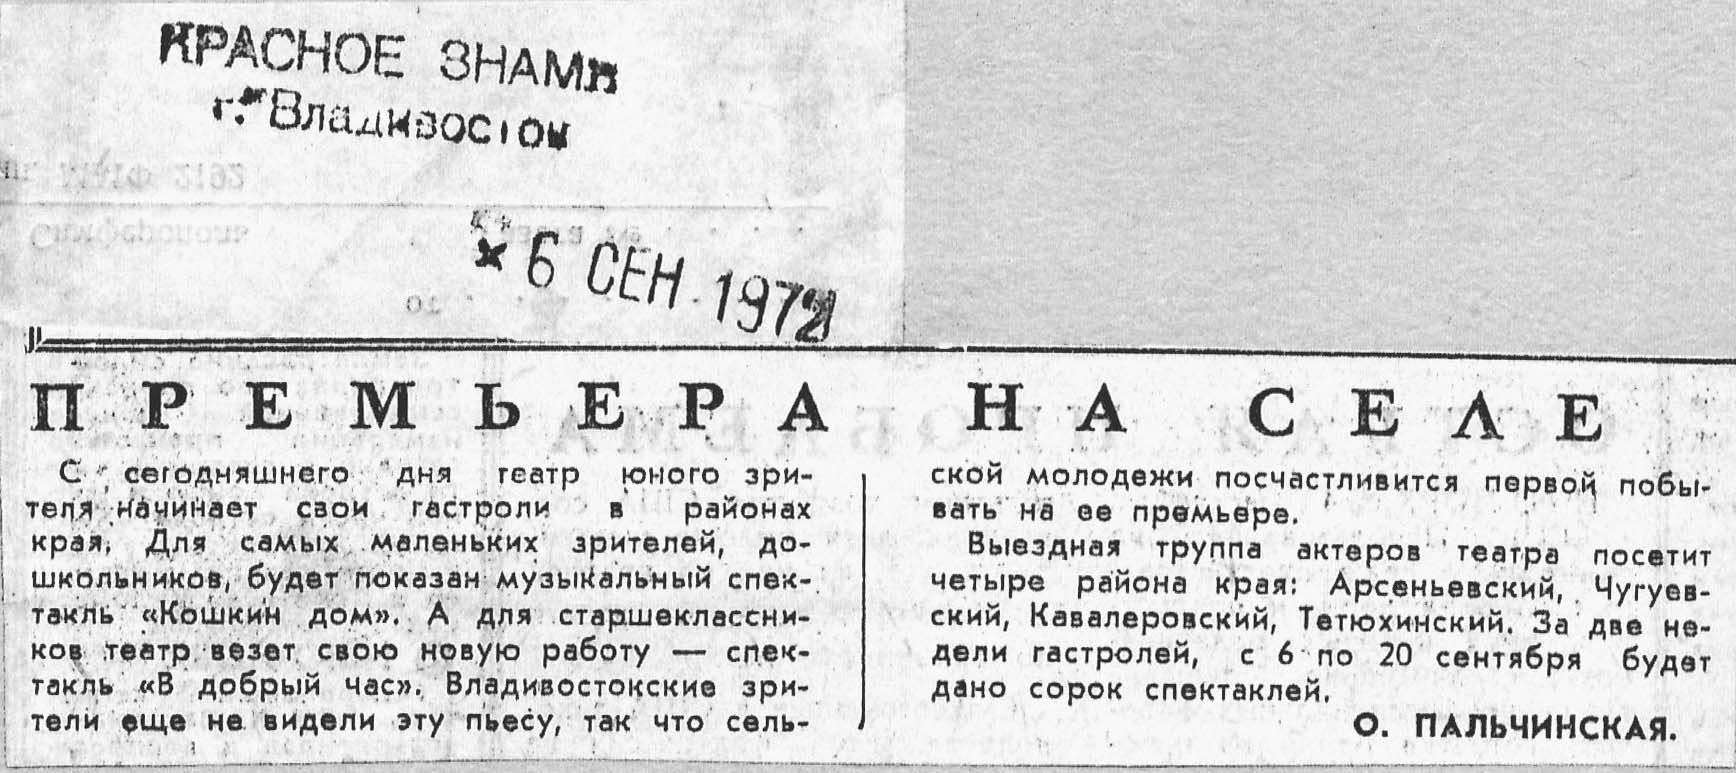 КРАСНОЕ ЗНАМЯ
г. Владивосток
6 СЕН 1972
ПРЕМЬЕРА НА СЕЛЕ
С сегодняшнего дня театр юного зри-
теля начинает свои гастроли в районах
края. Для самых маленьких зрителей, до-
школьников, будет показан музыкальный спек-
такль «Кошкин дом». А для старшеклассни-
ков театр везет свою новую работу — спек-
такль «В добрый час». Владивостокские зри-
тели еще не видели эту пьесу, так что сель-
ской молодежи посчастливится первой побы-
вать на ее премьере.
Выездная труппа актеров театра посетит
четыре района края: Арсеньевский, Чугуев-
ский, Кавалеровский, Тетюхинский. За две не-
дели гастролей, с 6 по 20 сентября будет
дано сорок спектаклей.
О. ПАЛЬЧИНСКАЯ.